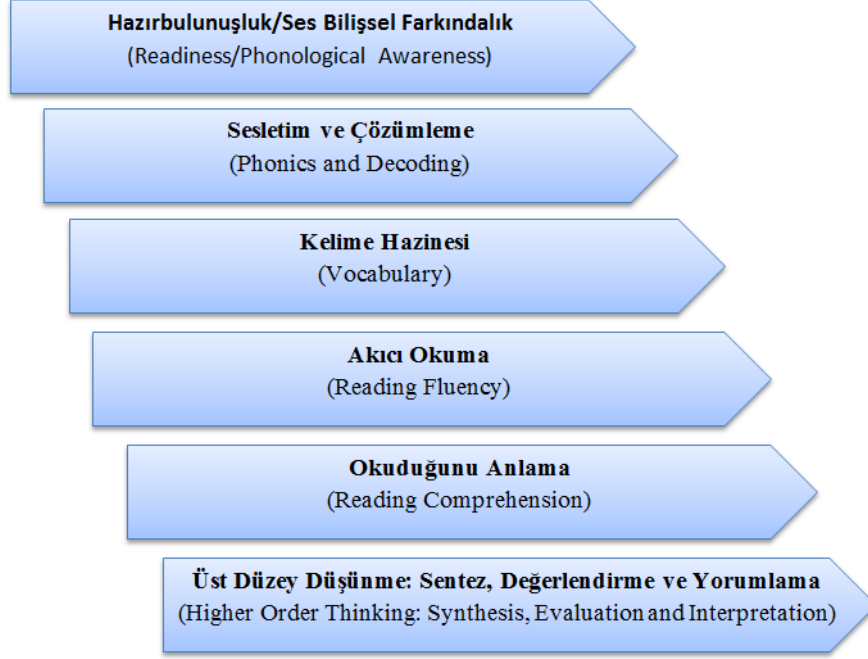 Hazırbulunuşluk/Ses Bilişsel Farkındalık
(Readiness/Phonological Awareness)
Sesletim ve Çözümleme
(Phonics and Decoding)
Kelime Hazinesi
(Vocabulary)
Akıcı Okuma
(Reading Fluency)
Okuduğunu Anlama
(Reading Comprehension)
Üst Düzey Düşünme: Sentez, Değerlendirme ve Yorumlama
(Higher Order Thinking: Synthesis, Evaluation and Interpretation)